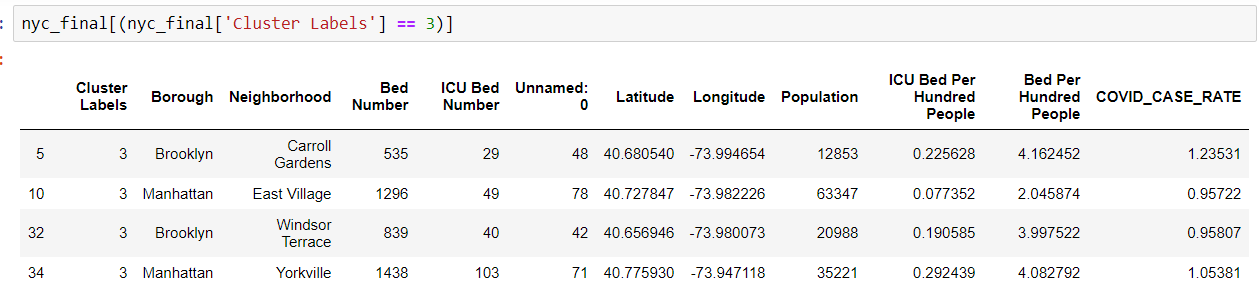 : nyc_final[(nyc_final['Cluster Labels'] == 3)]
:
Cluster Labels Borough Neighborhood Bed Number ICU Bed Number Unnamed: 0 Latitude Longitude Population ICU Bed Per Hundred People Bed Per Hundred People COVID_CASE_RATE
5 3 Brooklyn Carroll Gardens 535 29 48 40.680540 -73.994654 12853 0.225628 4.162452 1.23531
10 3 Manhattan East Village 1296 49 78 40.727847 -73.982226 63347 0.077352 2.045874 0.95722
32 3 Brooklyn Windsor Terrace 839 40 42 40.656946 -73.980073 20988 0.190585 3.997522 0.95807
34 3 Manhattan Yorkville 1438 103 71 40.775930 -73.947118 35221 0.292439 4.082792 1.05381